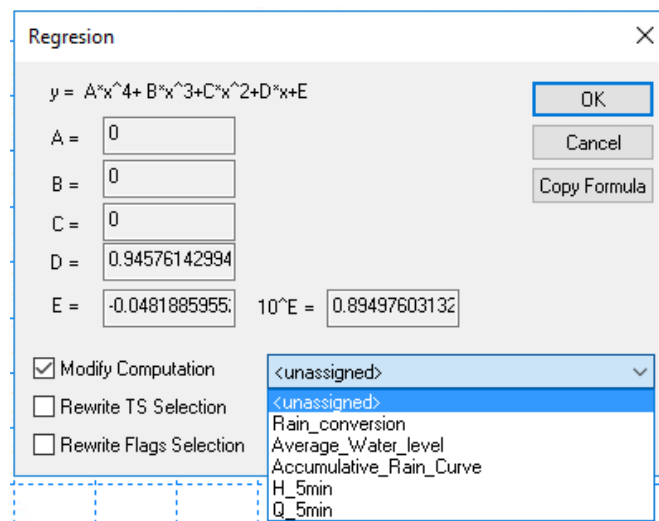 Regresion
y = A*x^4+ B*x^3+C*x^2+D*x+E
OK
A = 0
Cancel
B = 0
Copy Formula
C = 0
D = 0.94576142994
E = -0.0481885955; 10^E = 0.89497603132
Modify Computation <unassigned>
Rewrite TS Selection
Rewrite Flags Selection
<unassigned>
Rain_conversion
Average_Water_level
Accumulative_Rain_Curve
H_5min
Q_5min